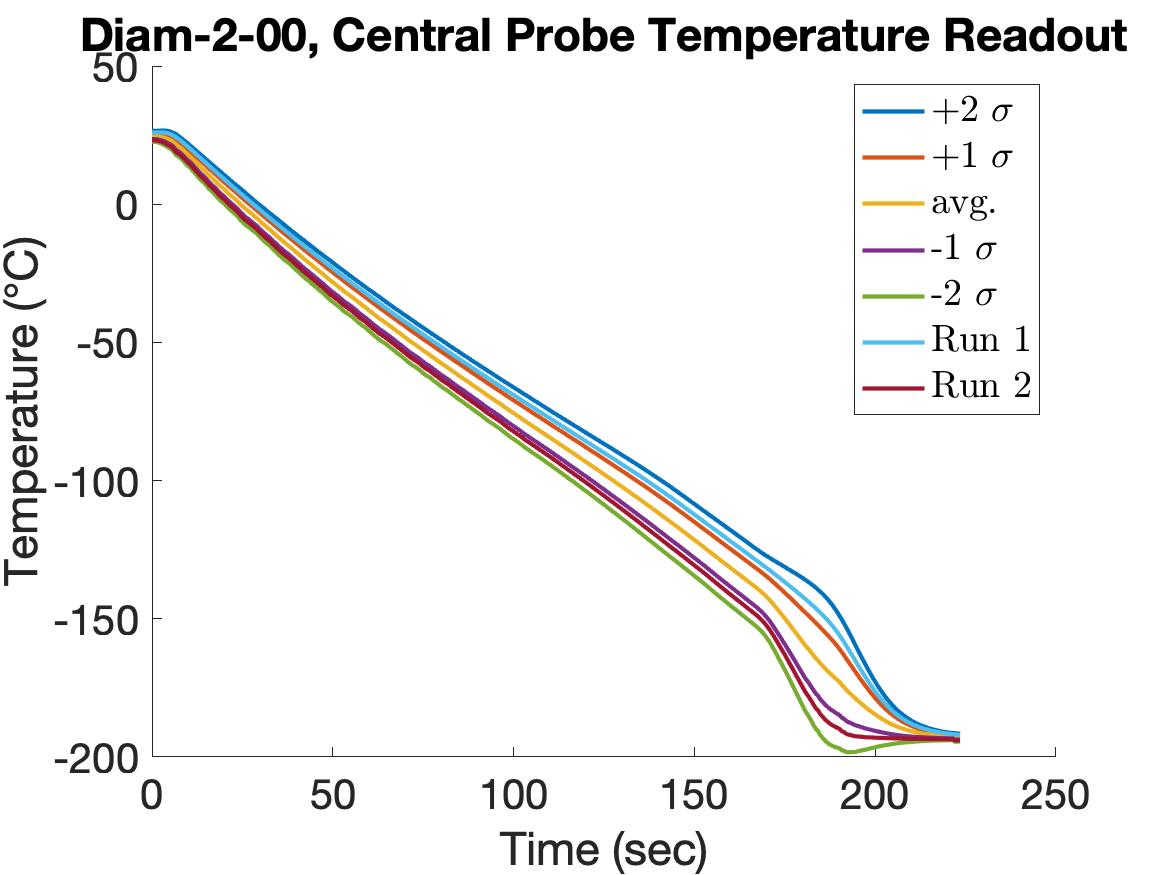 Diam-2-00, Central Probe Temperature Readout
50
0
-50
-100
-150
-200
Temperature (°C)
0 50 100 150 200 250
Time (sec)
+2 σ
+1 σ
avg.
-1 σ
-2 σ
Run 1
Run 2